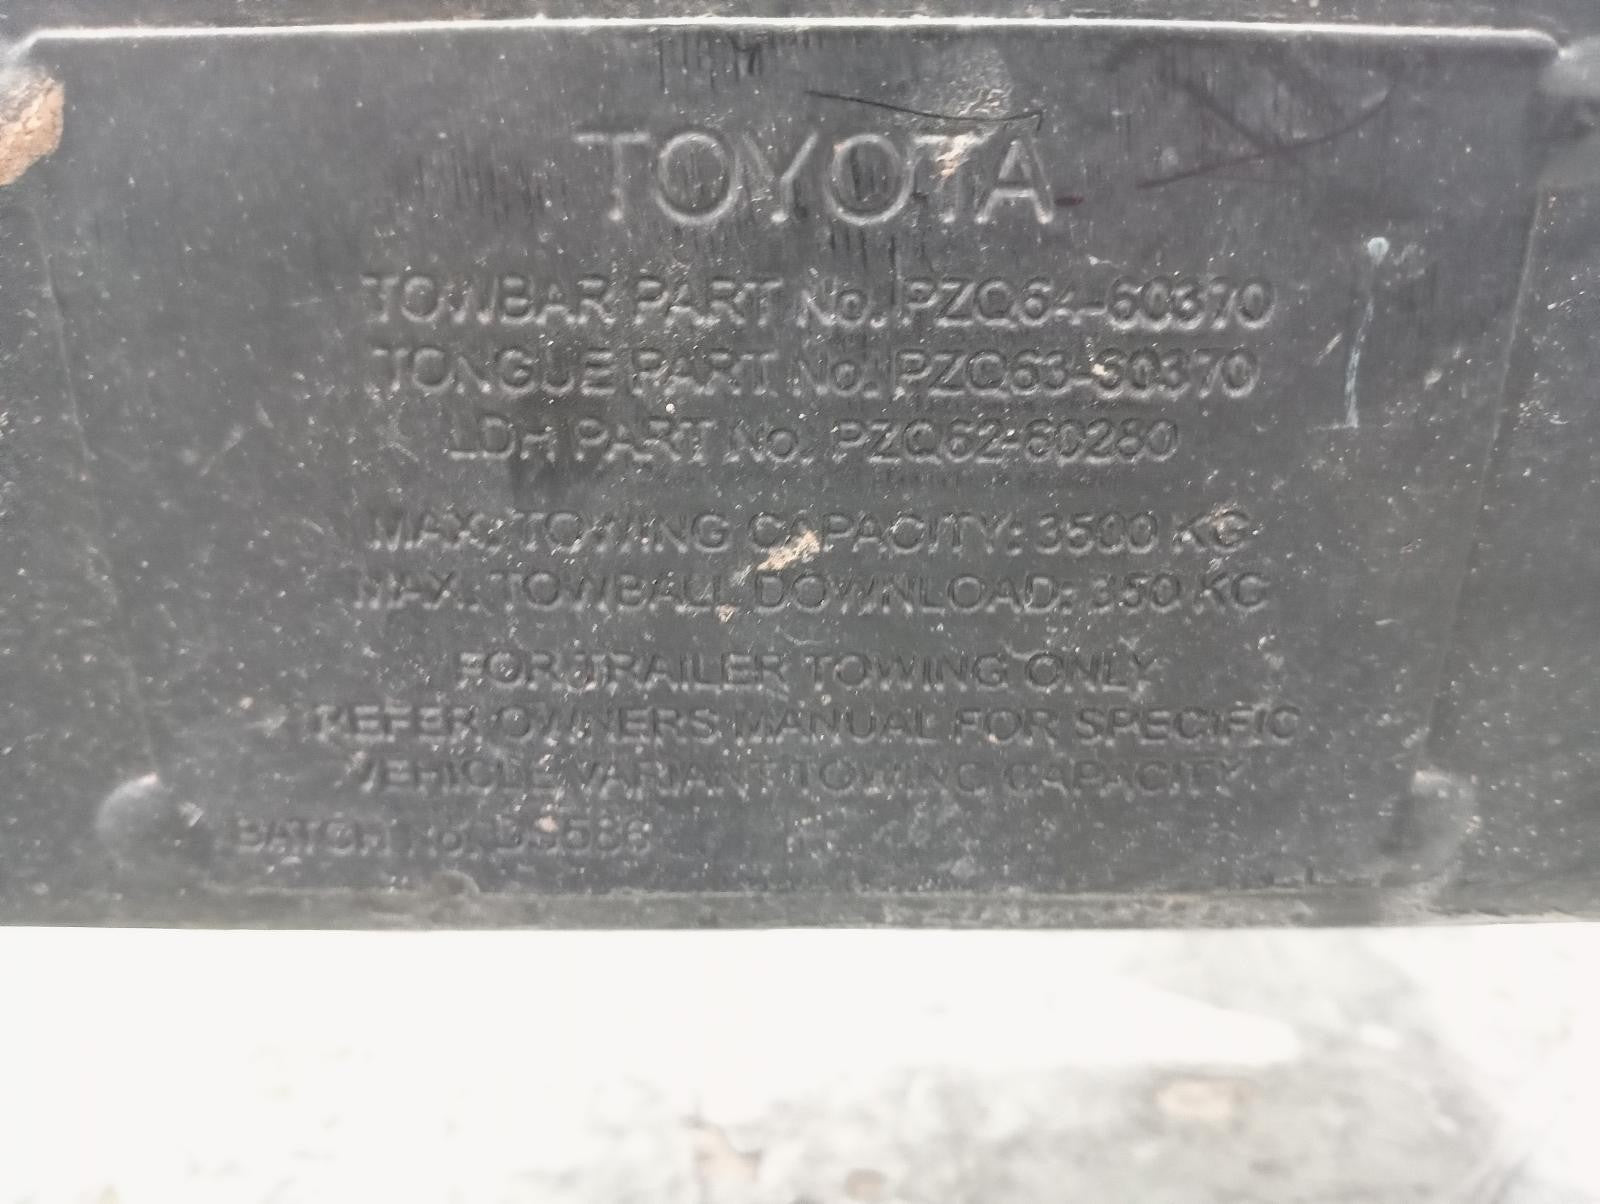 TOYOTA
TOWBAR PART No. PZQ64-60370
TONGUE PART No. PZQ63-60370
LDH PART No. PZQ62-60280
MAX. TOWING CAPACITY: 3500 KG
MAX. TOWBALL DOWNLOAD: 350 KG
FOR TRAILER TOWING ONLY
REFER OWNERS MANUAL FOR SPECIFIC
VEHICLE VARIANT TOWING CAPACITY
BATCH No.